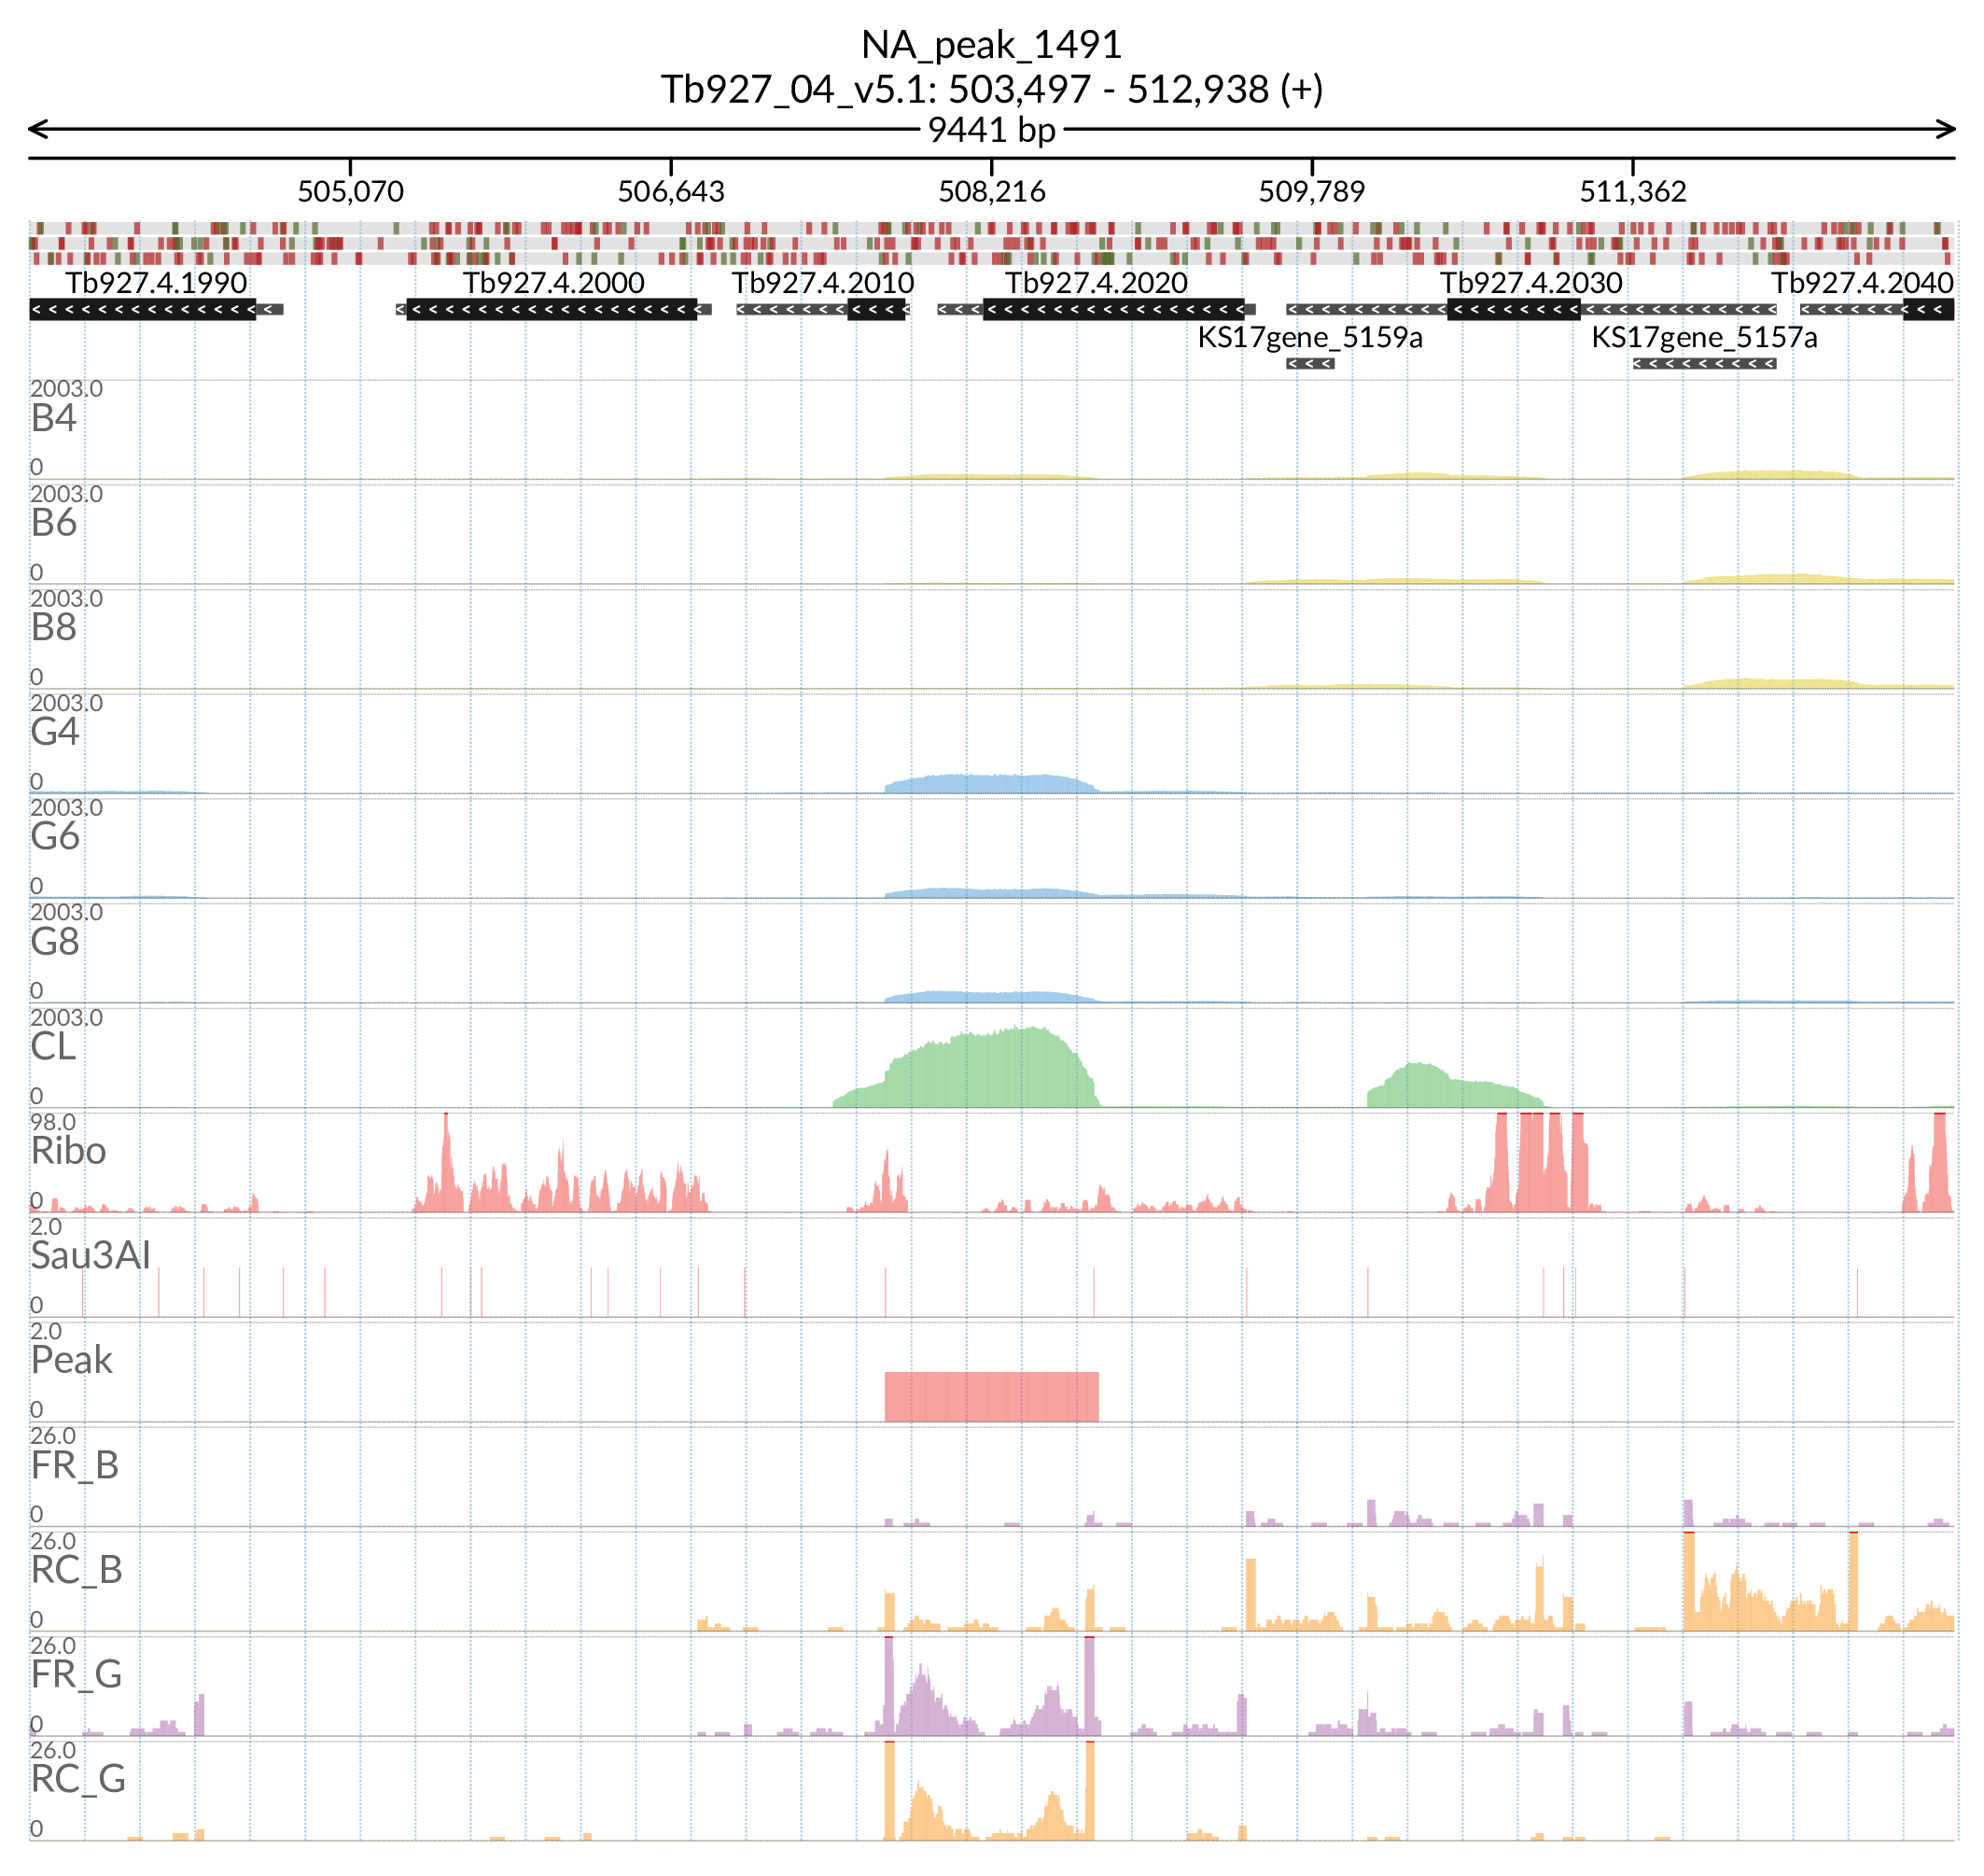 NA_peak_1491
Tb927_04_v5.1: 503,497 - 512,938 (+)
9441 bp
505,070 506,643 508,216 509,789 511,362
Tb927.4.1990 Tb927.4.2000 Tb927.4.2010 Tb927.4.2020 Tb927.4.2030 Tb927.4.2040
KS17gene_5159a KS17gene_5157a
2003.0
B4
0
2003.0
B6
0
2003.0
B8
0
2003.0
G4
0
2003.0
G6
0
2003.0
G8
0
2003.0
CL
0
98.0
Ribo
0
2.0
Sau3AI
0
2.0
Peak
0
26.0
FR_B
0
26.0
RC_B
0
26.0
FR_G
0
26.0
RC_G
0